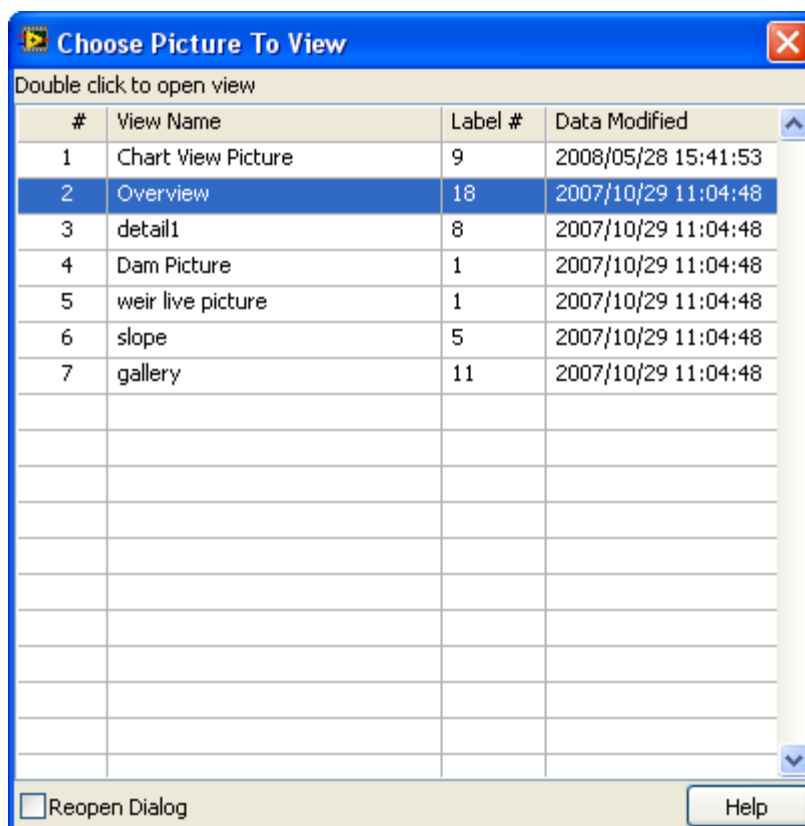 Choose Picture To View
Double click to open view
# View Name Label # Data Modified
1 Chart View Picture 9 2008/05/28 15:41:53
2 Overview 18 2007/10/29 11:04:48
3 detail1 8 2007/10/29 11:04:48
4 Dam Picture 1 2007/10/29 11:04:48
5 weir live picture 1 2007/10/29 11:04:48
6 slope 5 2007/10/29 11:04:48
7 gallery 11 2007/10/29 11:04:48
Reopen Dialog Help